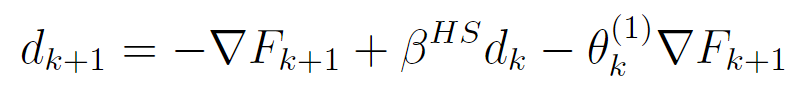 d_{k+1} = -\nabla F_{k+1} + \beta^{HS} d_k - \theta_k^{(1)} \nabla F_{k+1}